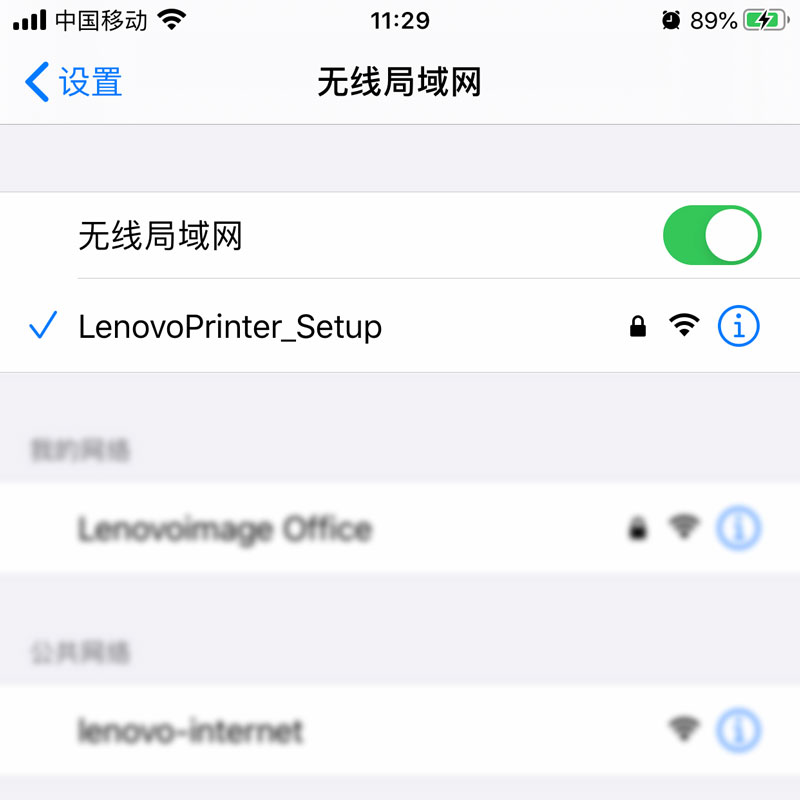 中国移动 11:29 89%
设置 无线局域网
无线局域网
LenovoPrinter_Setup
我的网络
Lenovoimage Office
公共网络
lenovo-internet